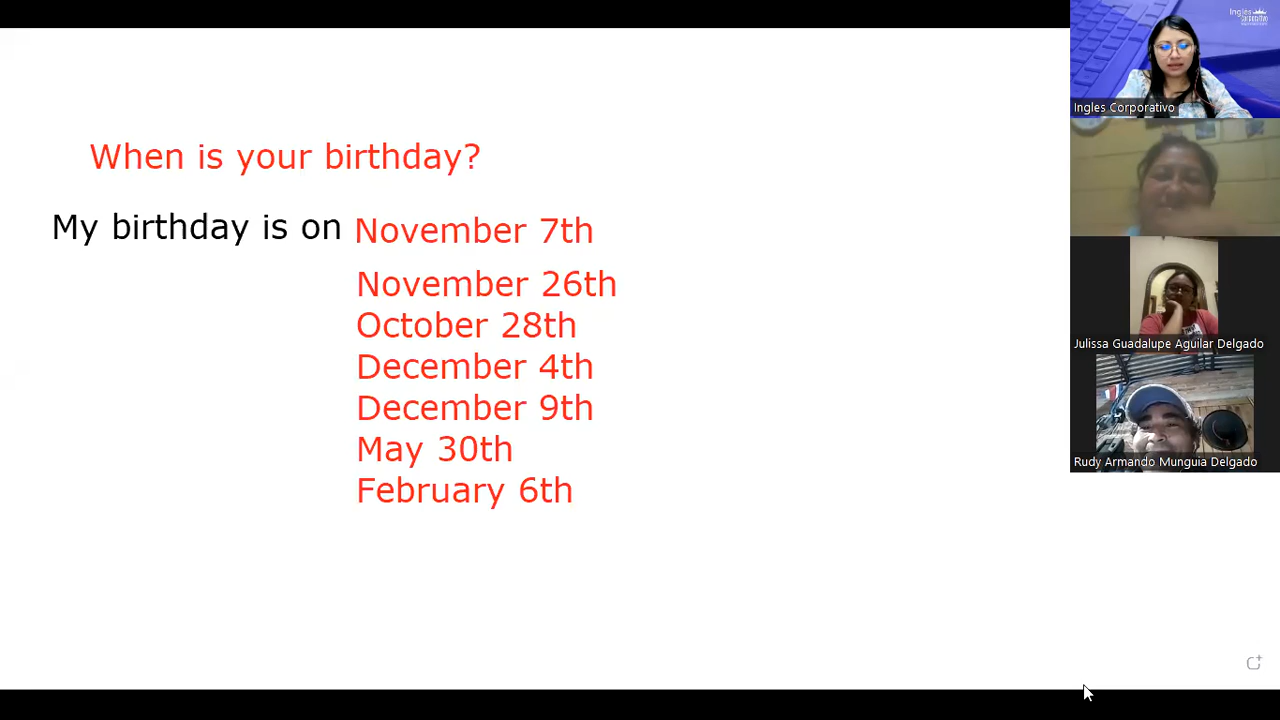 When is your birthday?
My birthday is on November 7th
November 26th
October 28th
December 4th
December 9th
May 30th
February 6th
Ingles
Ingles Corporativo
Julissa Guadalupe Aguilar Delgado
Rudy Armando Munguia Delgado